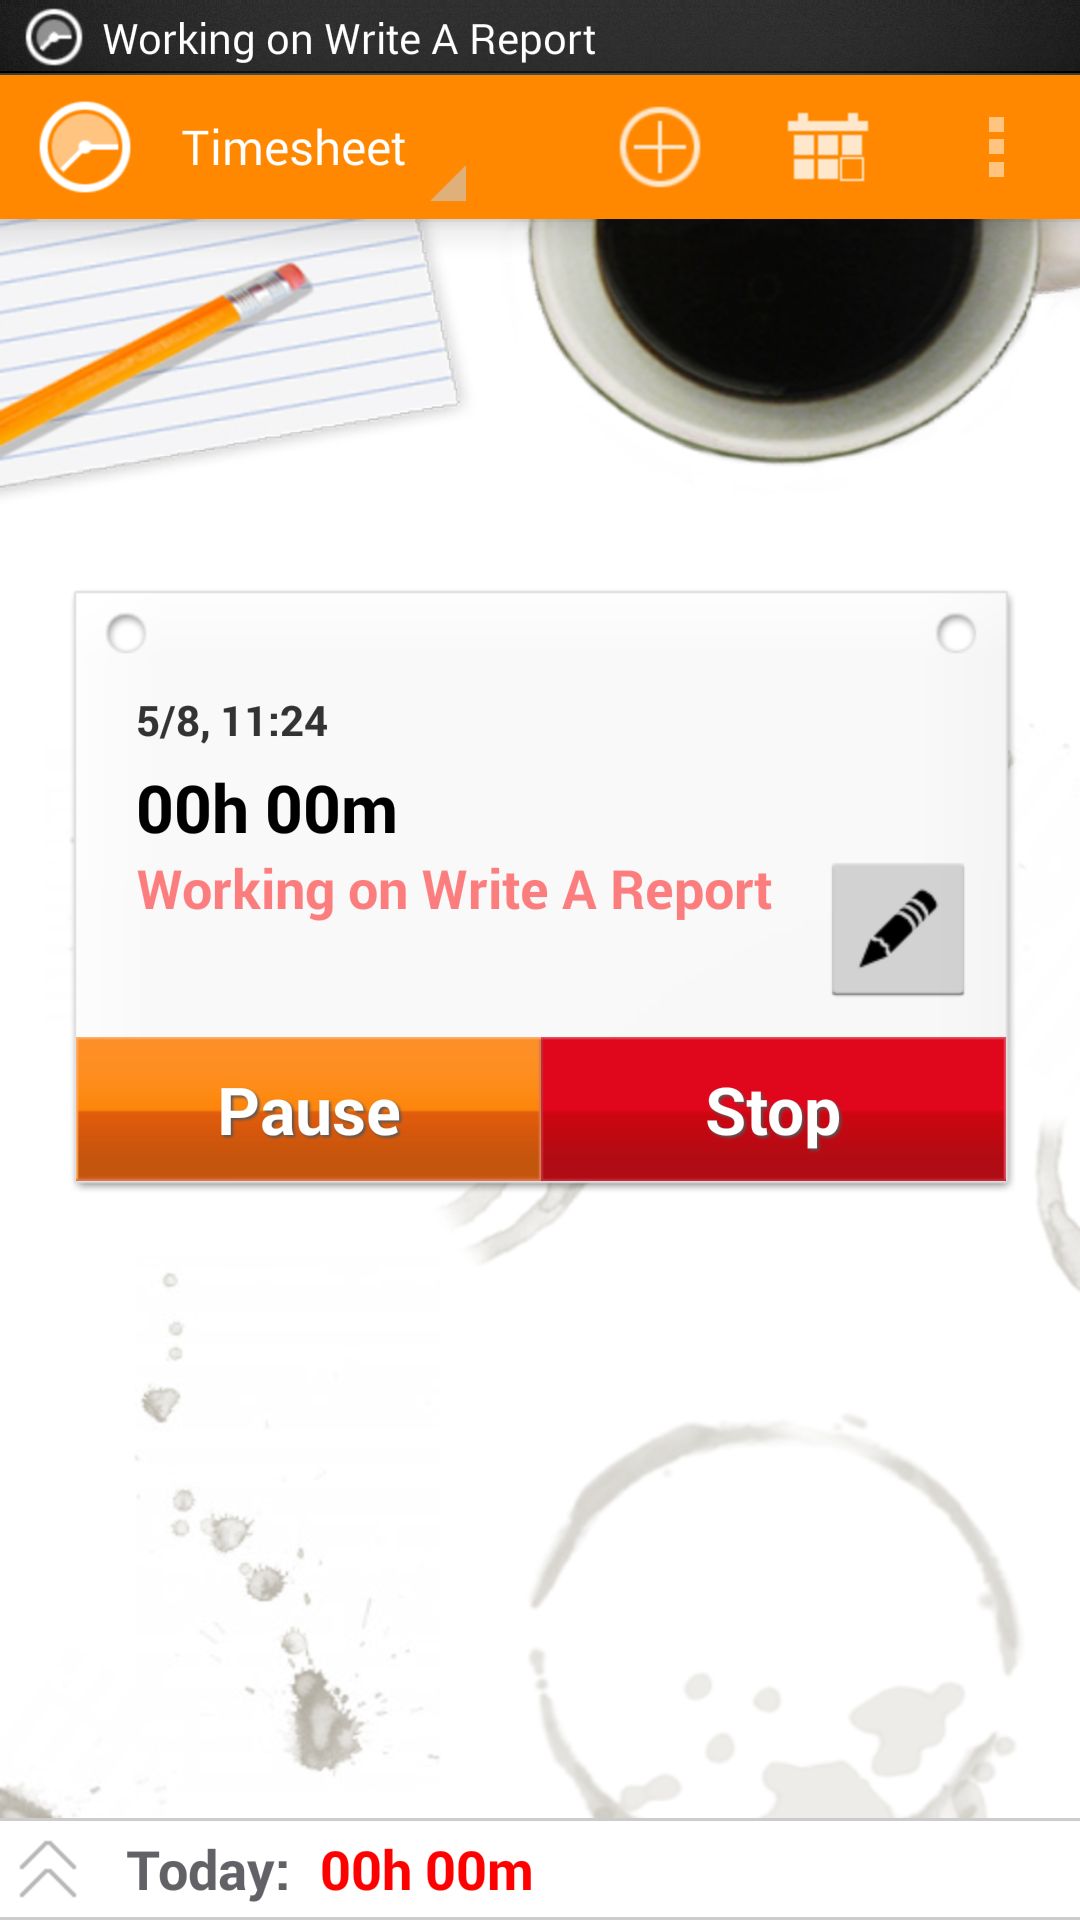 Working on Write A Report
Timesheet
5/8, 11:24
00h 00m
Working on Write A Report
Pause
Stop
Today: 00h 00m